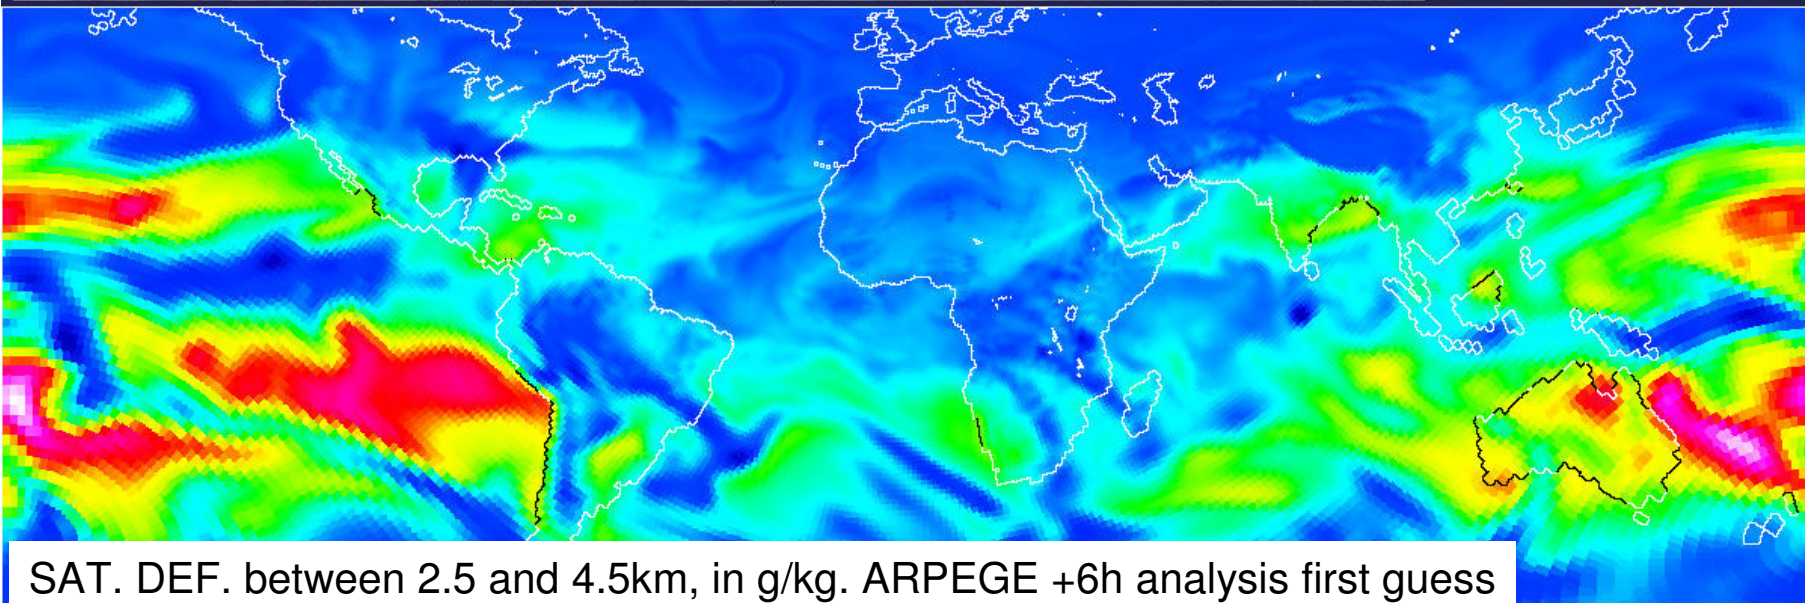 SAT. DEF. between 2.5 and 4.5km, in g/kg. ARPEGE +6h analysis first guess